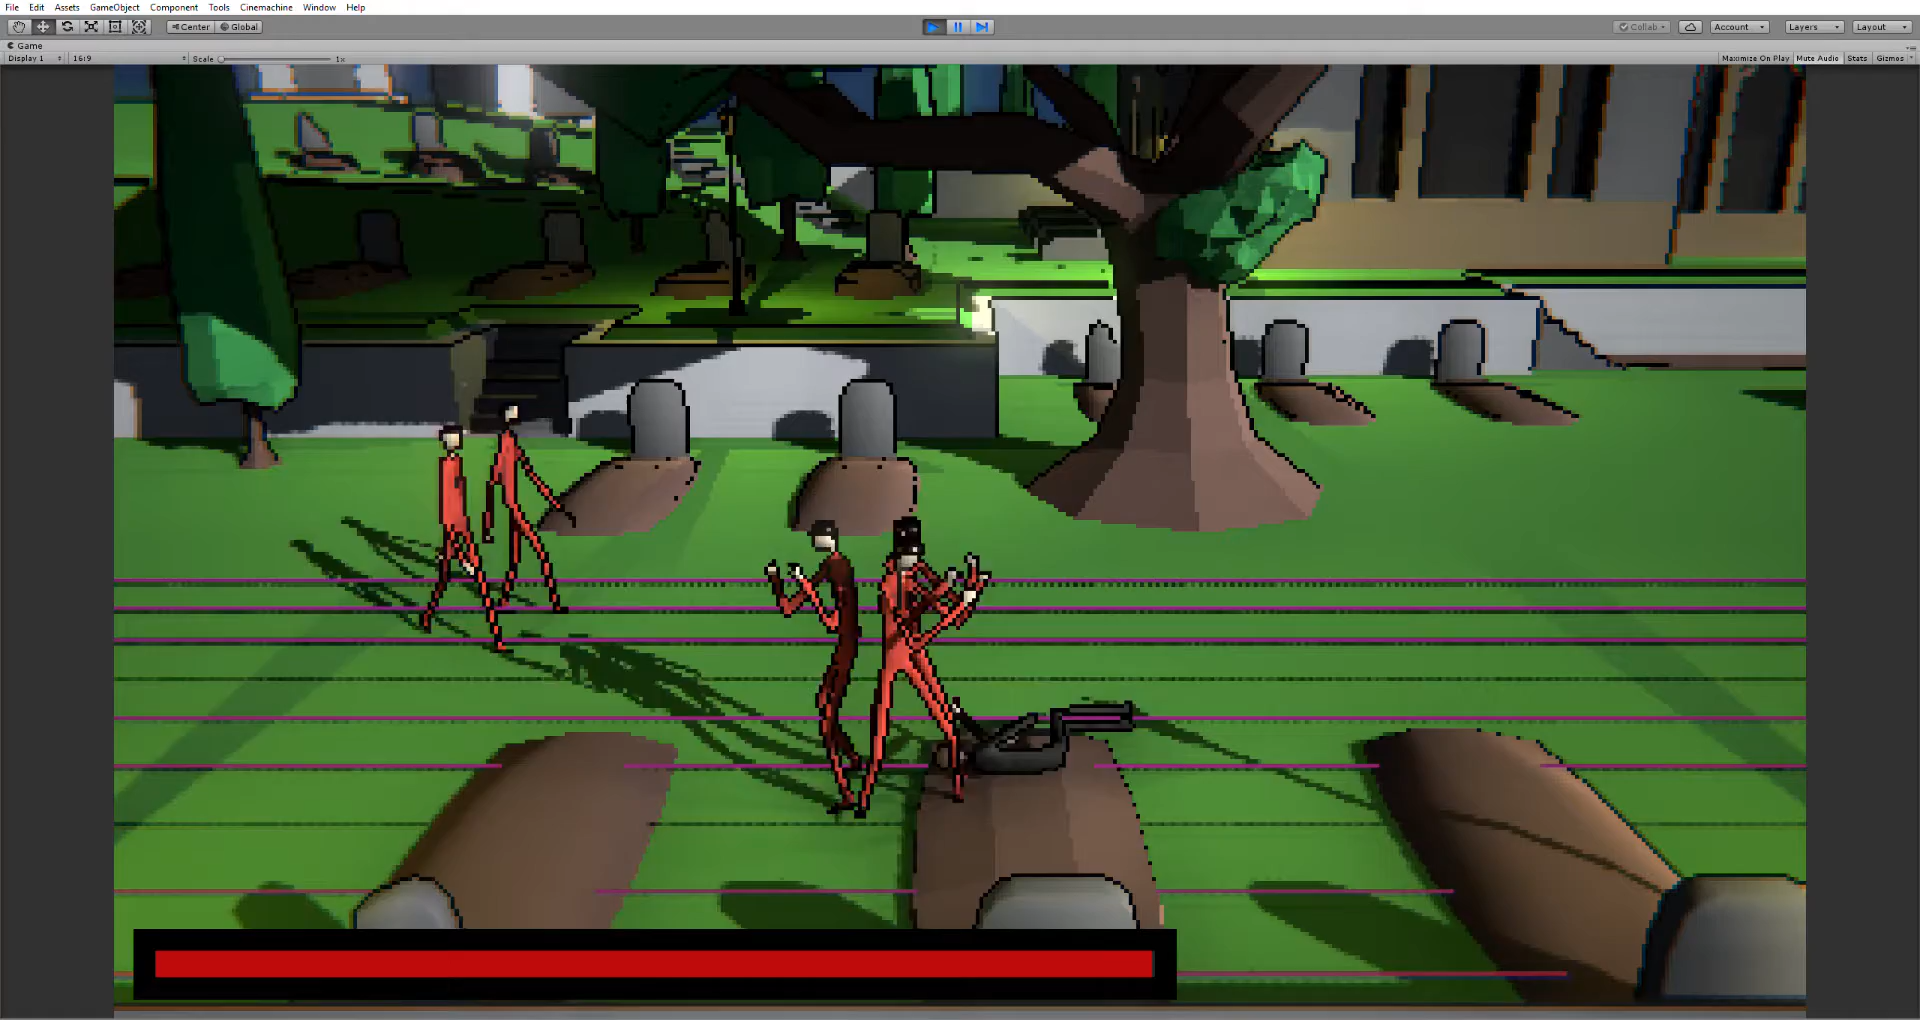 File Edit Assets GameObject Component Tools Cinemachine Window Help
Center Global Collab Account Layers Layout
Game
Display 1 16:9 Scale 1x Maximize On Play Mute Audio Stats Gizmos